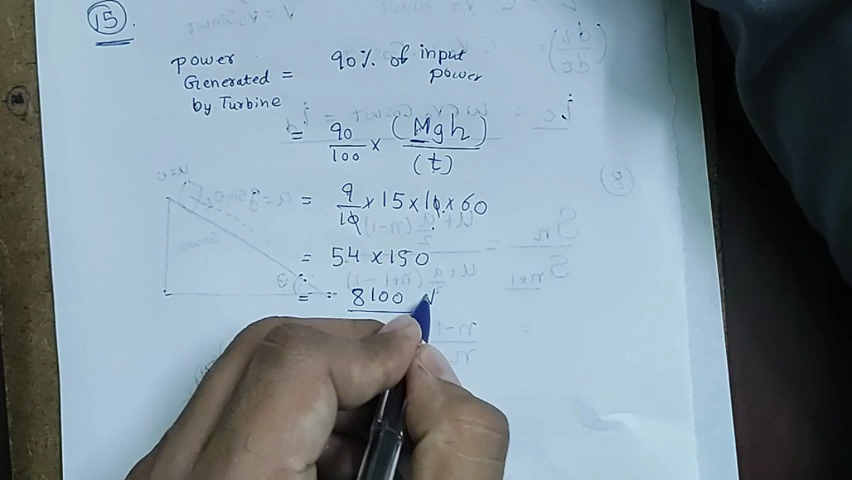 15.
power Generated by Turbine = 90% of input power
= 90/100 × (Mgh)/(t)
= 9/10 × 15 × 10 × 60
= 54 × 150
= = 8100